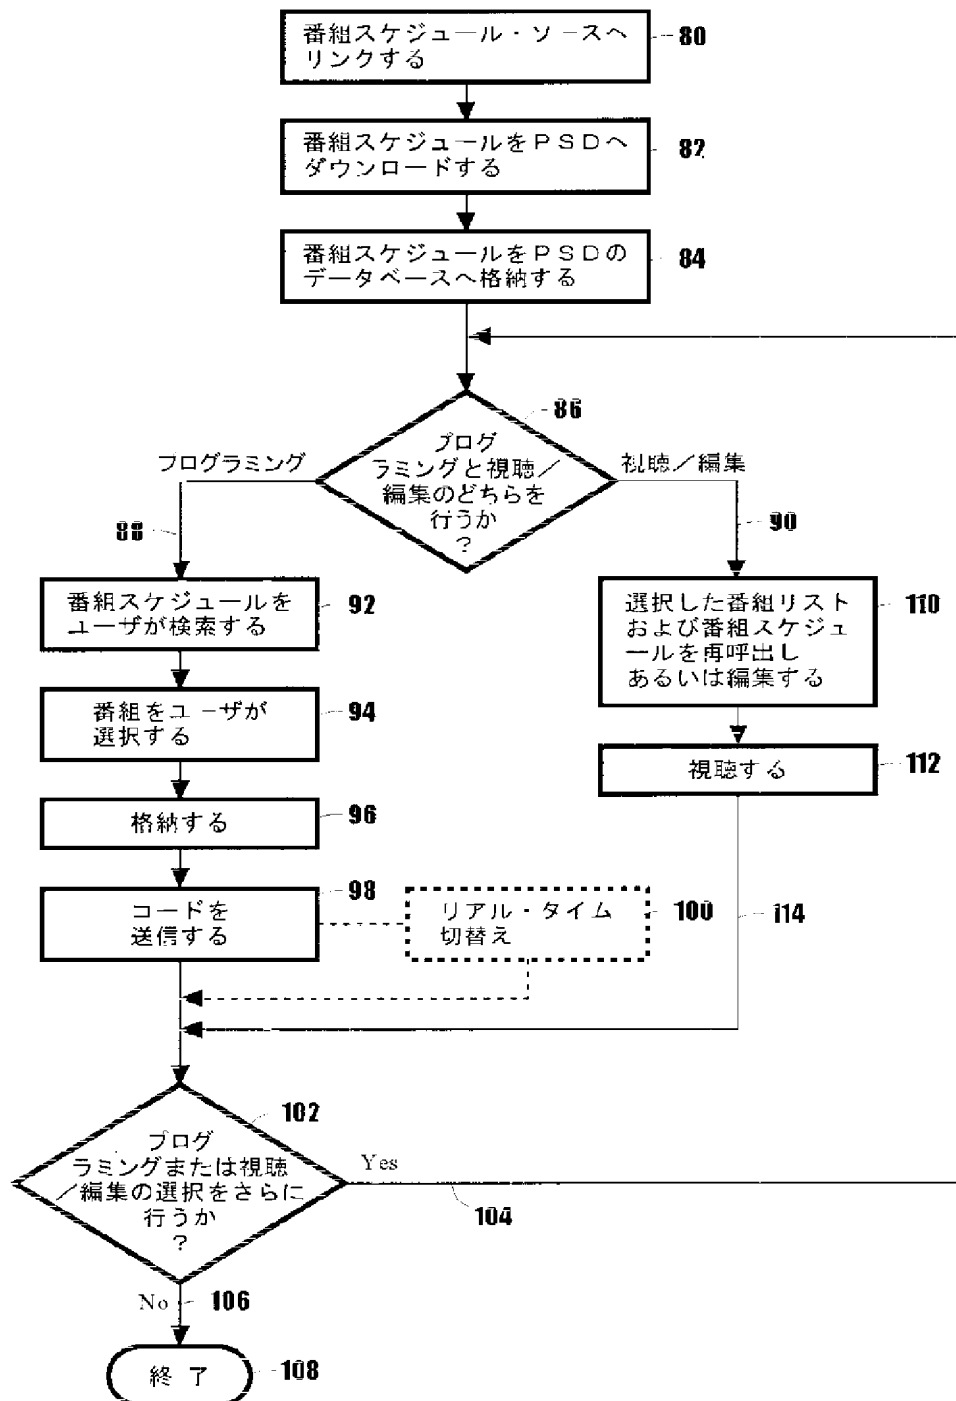 番組スケジュール・ソースへ
リンクする
80
番組スケジュールをPSDへ
ダウンロードする
82
番組スケジュールをPSDの
データベースへ格納する
84
86
プログ
ラミングと視聴/
編集のどちらを
行うか
?
プログラミング
視聴/編集
88
90
番組スケジュールを
ユーザが検索する
92
選択した番組リスト
および番組スケジュ
ールを再呼出し
あるいは編集する
110
番組をユーザが
選択する
94
視聴する
112
格納する
96
コードを
送信する
98
リアル・タイム
切替え
100
114
102
プログ
ラミングまたは視聴
/編集の選択をさらに
行うか
?
Yes
104
No
106
終了
108